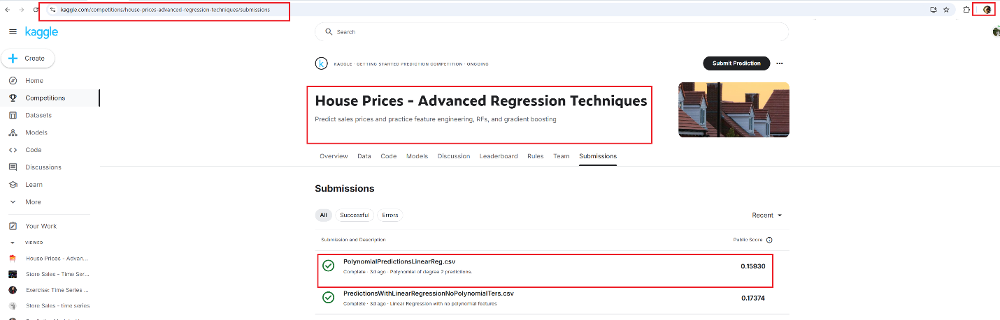 kaggle.com/competitions/house-prices-advanced-regression-techniques/submissions
kaggle
Search
Create
KAGGLE · GETTING STARTED PREDICTION COMPETITION · ONGOING
Submit Prediction
Home
Competitions
Datasets
Models
Code
Discussions
Learn
More
Your Work
VIEWED
House Prices - Advan...
Store Sales - Time Ser...
Exercise: Time Series ...
Store Sales - time series
House Prices - Advanced Regression Techniques
Predict sales prices and practice feature engineering, RFs, and gradient boosting
Overview Data Code Models Discussion Leaderboard Rules Team Submissions
Submissions
All Successful Errors
Recent
Submission and Description Public Score
PolynomialPredictionsLinearReg.csv
Complete · 3d ago · Polynomial of degree 2 predictions.
0.15930
PredictionsWithLinearRegressionNoPolynomialTers.csv
Complete · 3d ago · Linear Regression with no polynomial features
0.17374